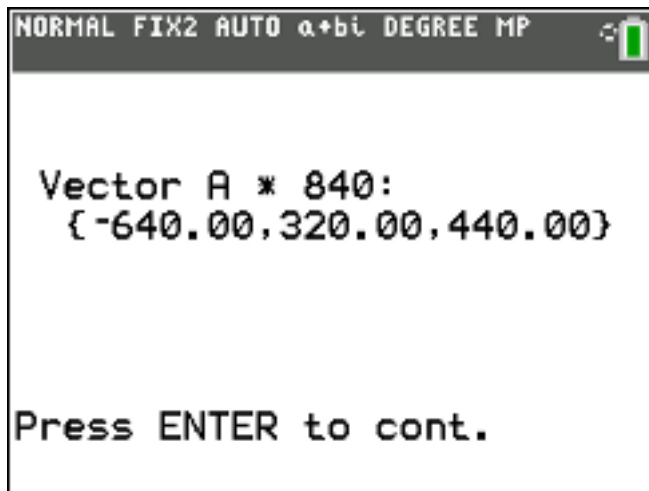 NORMAL FIX2 AUTO a+bi DEGREE MP
Vector A * 840:
{-640.00,320.00,440.00}
Press ENTER to cont.